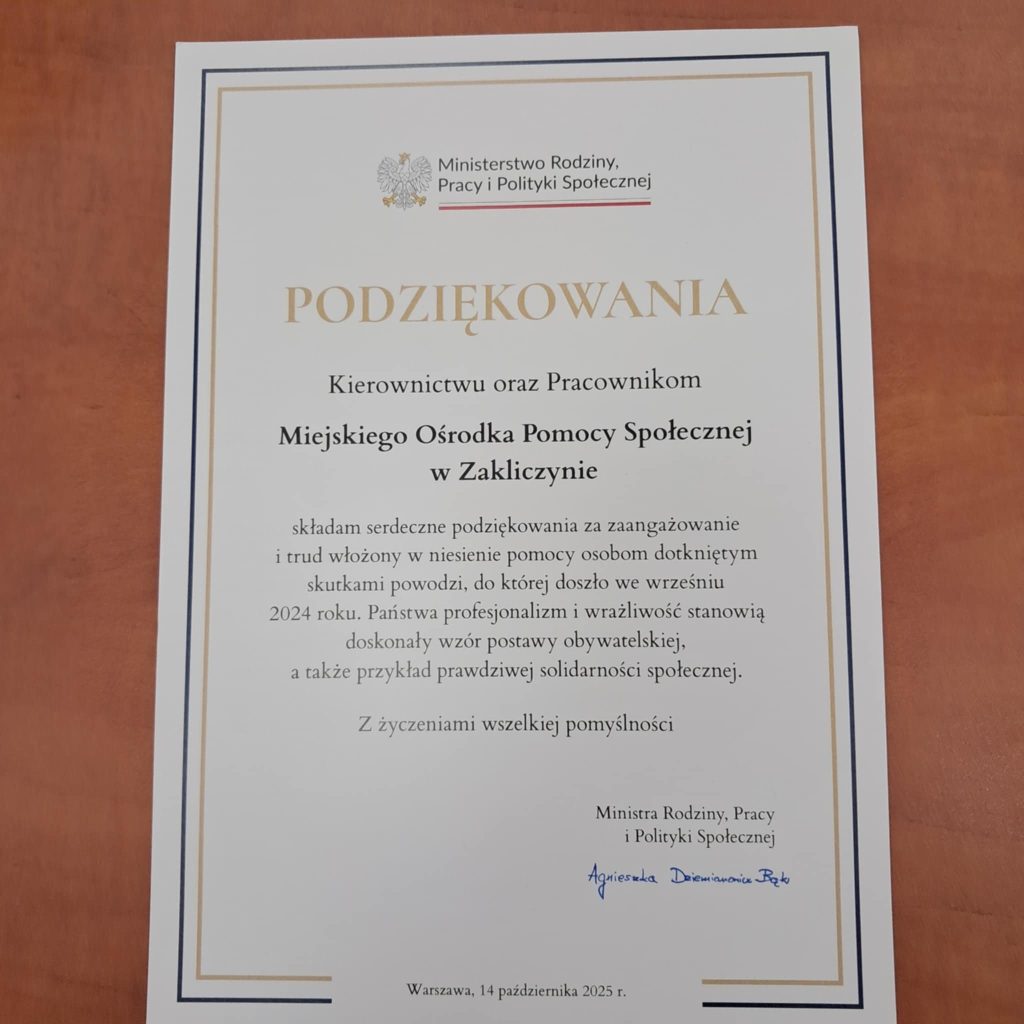 Ministerstwo Rodziny,
Pracy i Polityki Społecznej
PODZIĘKOWANIA
Kierownictwu oraz Pracownikom
Miejskiego Ośrodka Pomocy Społecznej
w Zakliczynie
składam serdeczne podziękowania za zaangażowanie
i trud włożony w niesienie pomocy osobom dotkniętym
skutkami powodzi, do której doszło we wrześniu
2024 roku. Państwa profesjonalizm i wrażliwość stanowią
doskonały wzór postawy obywatelskiej,
a także przykład prawdziwej solidarności społecznej.
Z życzeniami wszelkiej pomyślności
Ministra Rodziny, Pracy
i Polityki Społecznej
Agnieszka Dziemianowicz-Bąk
Warszawa, 14 października 2025 r.